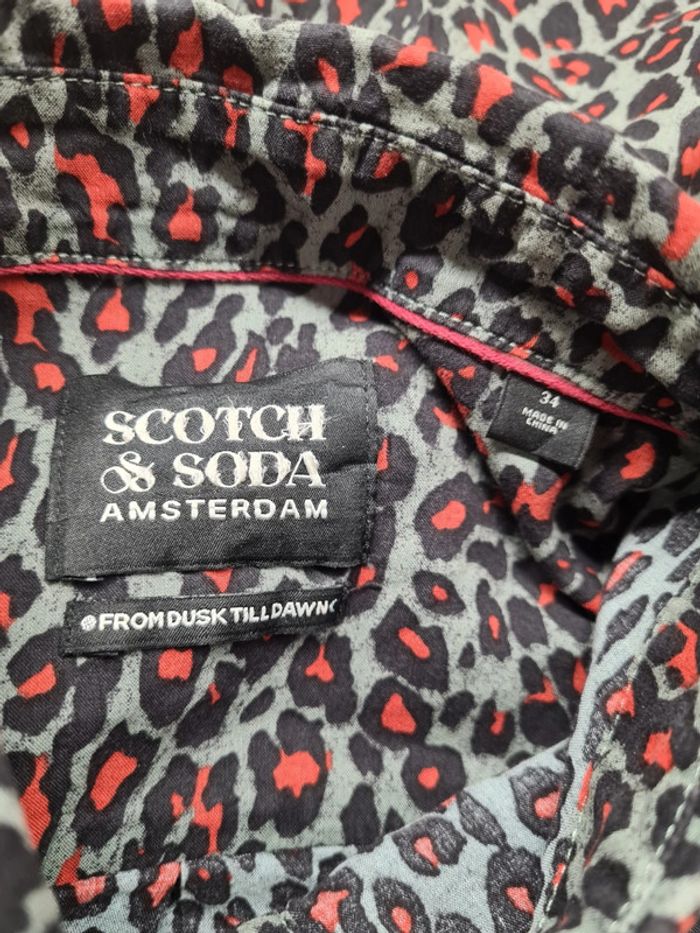 SCOTCH
& SODA
AMSTERDAM
FROM DUSK TILL DAWN
34
MADE IN
CHINA